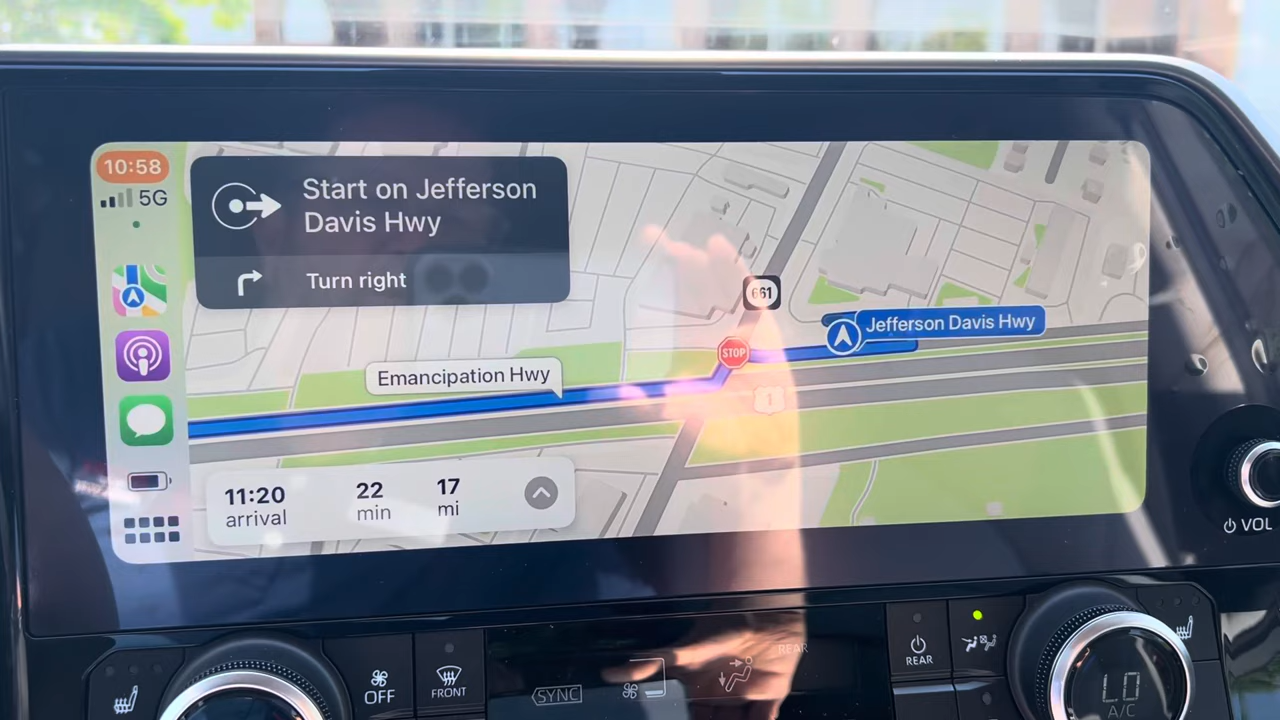 10:58
5G
Start on Jefferson
Davis Hwy
Turn right
661
Jefferson Davis Hwy
STOP
Emancipation Hwy
1
11:20
arrival
22
min
17
mi
VOL
OFF
FRONT
SYNC
REAR
REAR
LO
A/C